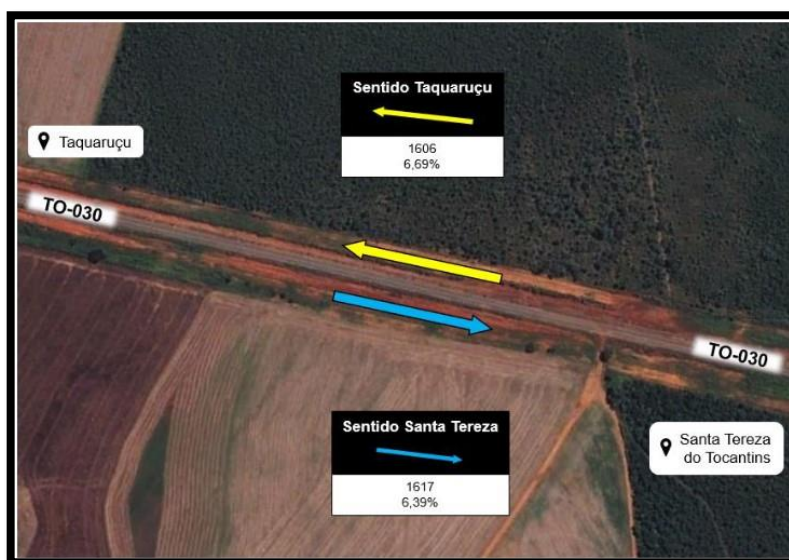 Sentido Taquaruçu
1606
6,69%
Taquaruçu
TO-030
TO-030
Sentido Santa Tereza
1617
6,39%
Santa Tereza
do Tocantins